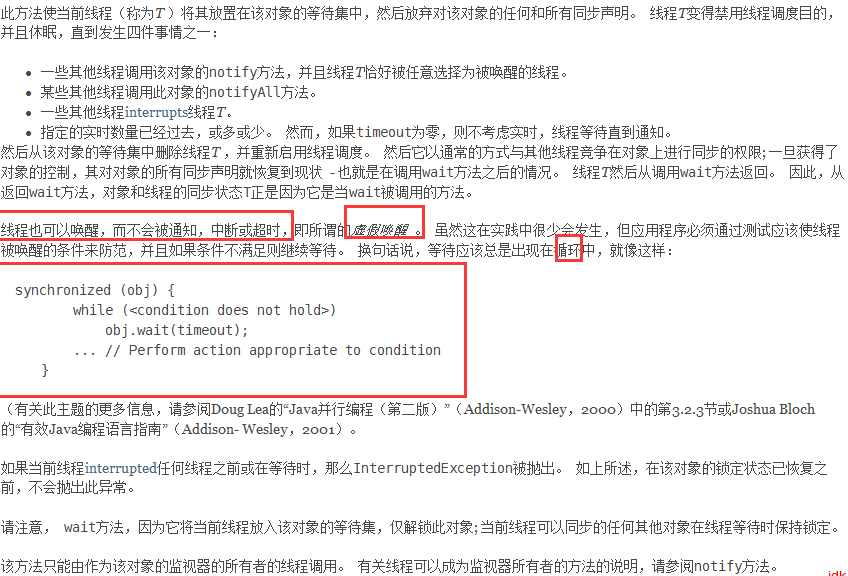 此方法使当前线程（称为T ）将其放置在该对象的等待集中，然后放弃对该对象的任何和所有同步声明。 线程T变得禁用线程调度目的，
并且休眠，直到发生四件事情之一：
• 一些其他线程调用该对象的notify方法，并且线程T恰好被任意选择为被唤醒的线程。
• 某些其他线程调用此对象的notifyAll方法。
• 一些其他线程interrupts线程T.
• 指定的实时数量已经过去，或多或少。 然而，如果timeout为零，则不考虑实时，线程等待直到通知。
然后从该对象的等待集中删除线程T ，并重新启用线程调度。 然后它以通常的方式与其他线程竞争在对象上进行同步的权限; 一旦获得了
对象的控制，其对对象的所有同步声明就恢复到现状 - 也就是在调用wait方法之后的情况。 线程T然后从调用wait方法返回。 因此，从
返回wait方法，对象和线程的同步状态T正是因为它是当wait被调用的方法。
线程也可以唤醒，而不会被通知，中断或超时，即所谓的虚假唤醒 。 虽然这在实践中很少会发生，但应用程序必须通过测试应该使线程
被唤醒的条件来防范，并且如果条件不满足则继续等待。 换句话说，等待应该总是出现在循环中，就像这样：
synchronized (obj) {
while (<condition does not hold>)
obj.wait(timeout);
... // Perform action appropriate to condition
}
（有关此主题的更多信息，请参阅Doug Lea的“Java并行编程（第二版）”（Addison-Wesley，2000）中的第3.2.3节或Joshua Bloch
的“有效Java编程语言指南”（Addison- Wesley，2001）。
如果当前线程interrupted任何线程之前或在等待时，那么InterruptedException被抛出。 如上所述，在该对象的锁定状态已恢复之
前，不会抛出此异常。
请注意， wait方法，因为它将当前线程放入该对象的等待集，仅解锁此对象; 当前线程可以同步的任何其他对象在线程等待时保持锁定。
该方法只能由作为该对象的监视器的所有者的线程调用。 有关线程可以成为监视器所有者的方法的说明，请参阅notify方法。
jdk